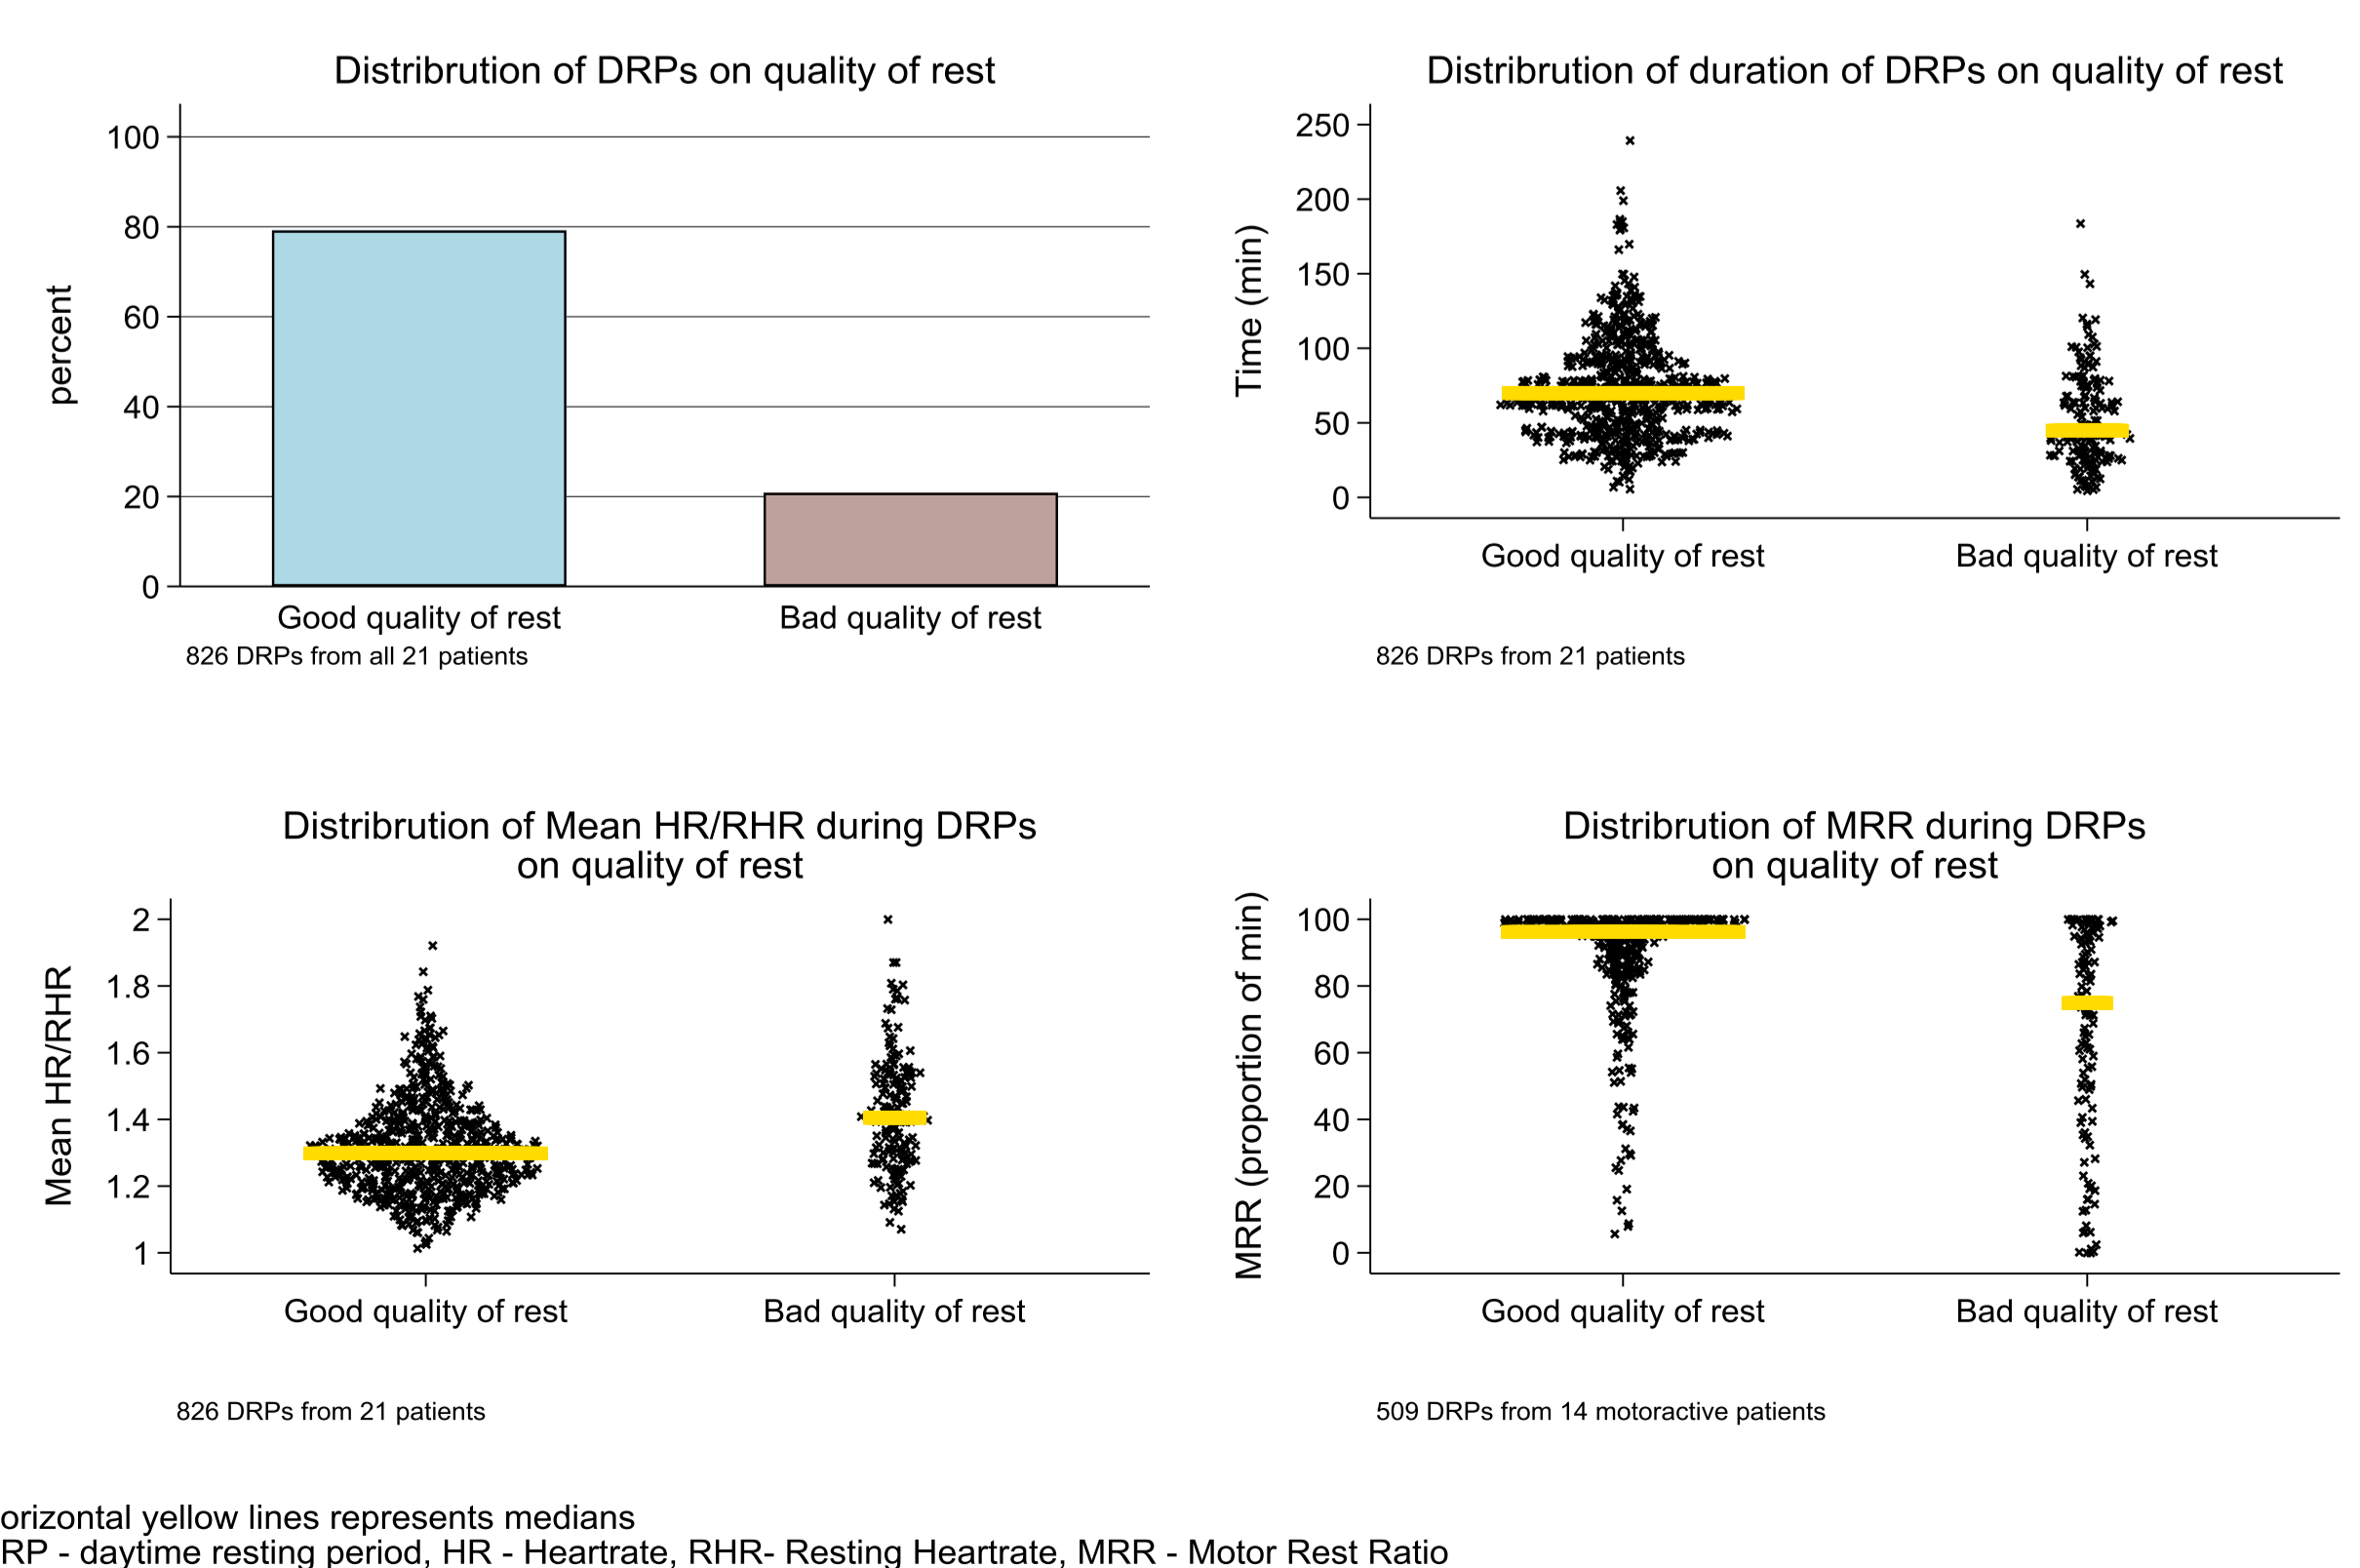 Distribrution of DRPs on quality of rest
percent
100
80
60
40
20
0
Good quality of rest Bad quality of rest
826 DRPs from all 21 patients
Distribrution of duration of DRPs on quality of rest
Time (min)
250
200
150
100
50
0
Good quality of rest Bad quality of rest
826 DRPs from 21 patients
Distribrution of Mean HR/RHR during DRPs
on quality of rest
Mean HR/RHR
2
1.8
1.6
1.4
1.2
1
Good quality of rest Bad quality of rest
826 DRPs from 21 patients
Distribrution of MRR during DRPs
on quality of rest
MRR (proportion of min)
100
80
60
40
20
0
Good quality of rest Bad quality of rest
509 DRPs from 14 motoractive patients
orizontal yellow lines represents medians
RP - daytime resting period, HR - Heartrate, RHR- Resting Heartrate, MRR - Motor Rest Ratio